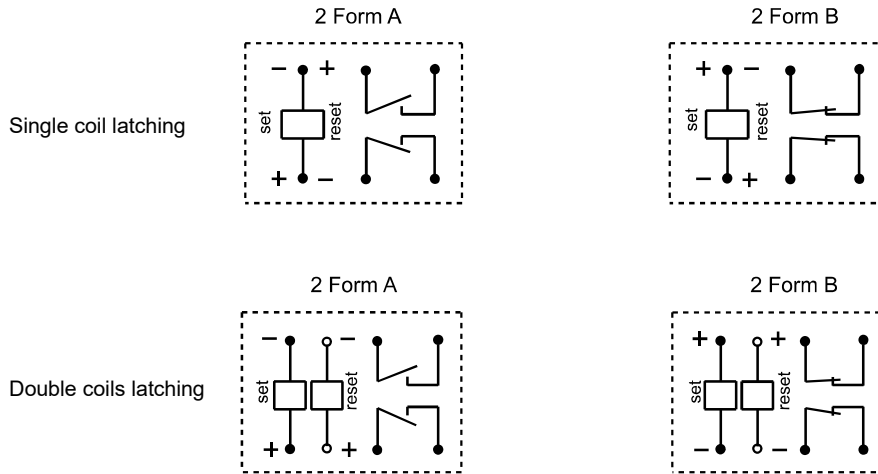 2 Form A
2 Form B
− +
+ −
set
reset
set
reset
Single coil latching
+ −
− +
2 Form A
2 Form B
− −
+ +
set
reset
set
reset
Double coils latching
+ +
− −